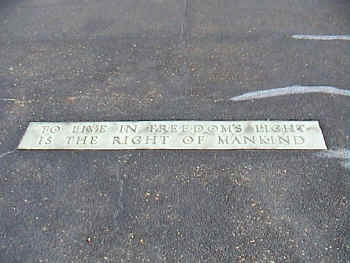 TO LIVE IN FREEDOM'S LIGHT
IS THE RIGHT OF MANKIND